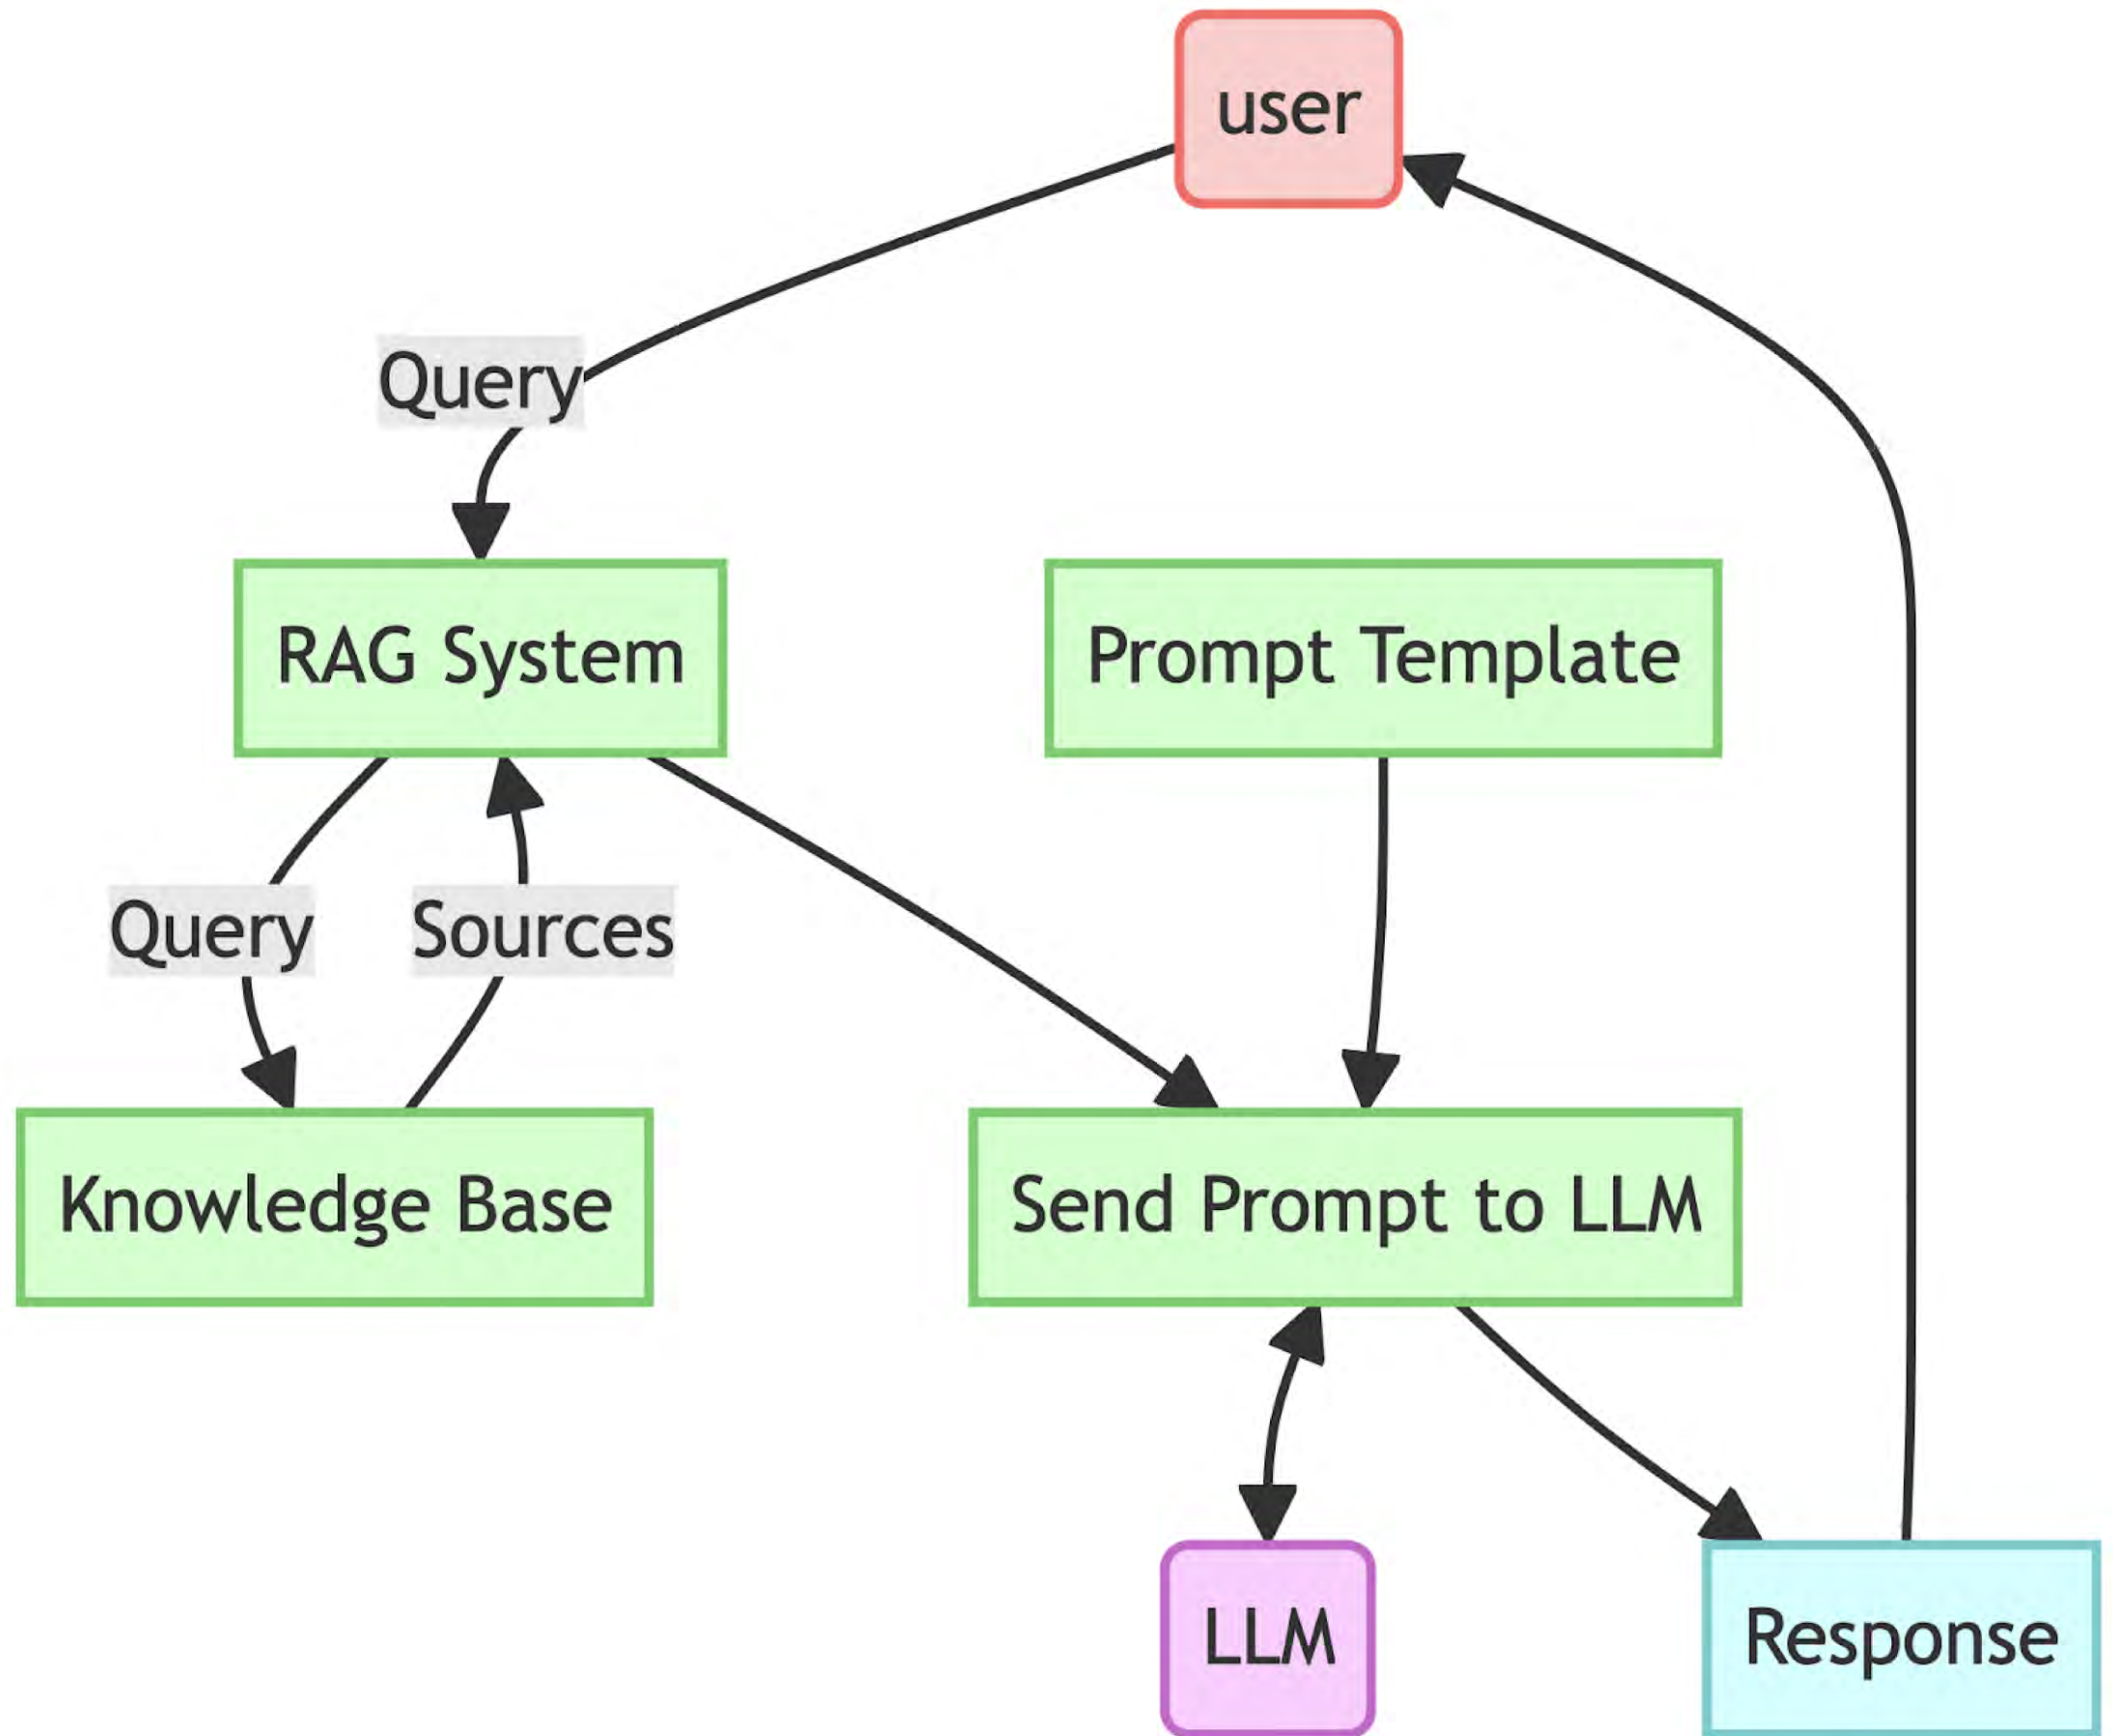 user
Query
RAG System
Prompt Template
Query
Sources
Knowledge Base
Send Prompt to LLM
LLM
Response